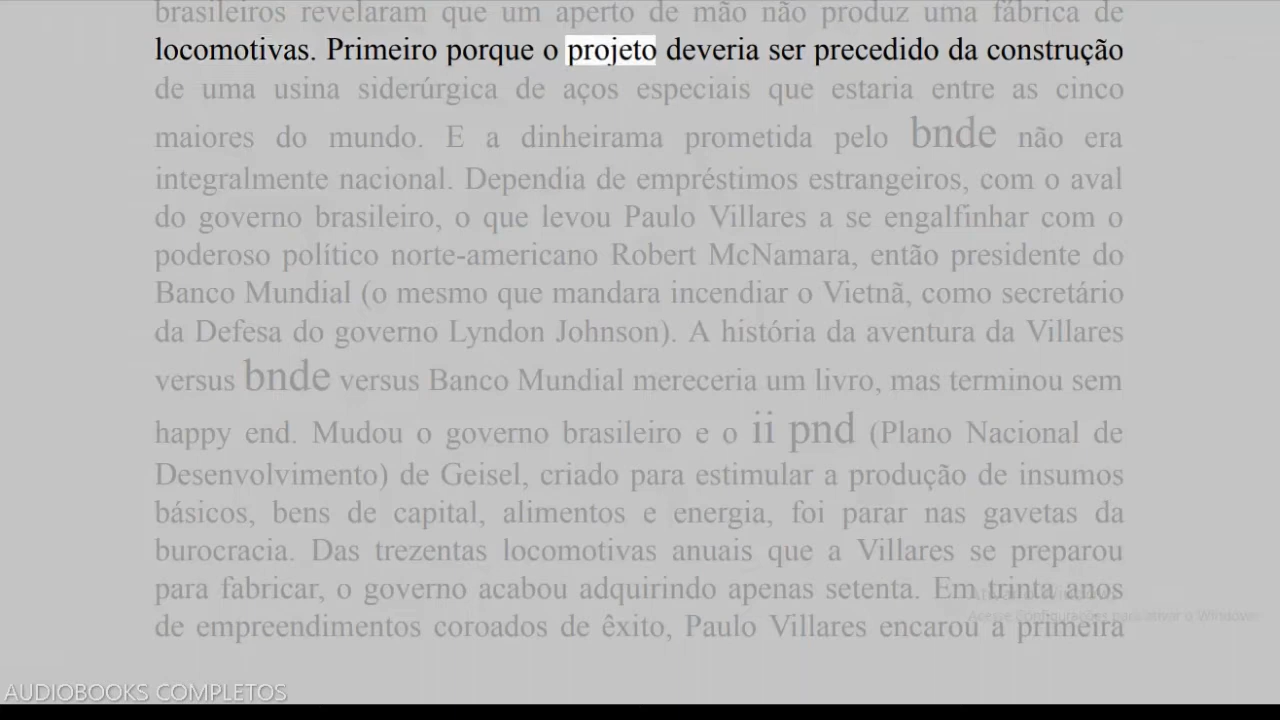 brasileiros revelaram que um aperto de mão não produz uma fábrica de
locomotivas. Primeiro porque o projeto deveria ser precedido da construção
de uma usina siderúrgica de aços especiais que estaria entre as cinco
maiores do mundo. E a dinheirama prometida pelo bnde não era
integralmente nacional. Dependia de empréstimos estrangeiros, com o aval
do governo brasileiro, o que levou Paulo Villares a se engalfinhar com o
poderoso político norte-americano Robert McNamara, então presidente do
Banco Mundial (o mesmo que mandara incendiar o Vietnã, como secretário
da Defesa do governo Lyndon Johnson). A história da aventura da Villares
versus bnde versus Banco Mundial mereceria um livro, mas terminou sem
happy end. Mudou o governo brasileiro e o ii pnd (Plano Nacional de
Desenvolvimento) de Geisel, criado para estimular a produção de insumos
básicos, bens de capital, alimentos e energia, foi parar nas gavetas da
burocracia. Das trezentas locomotivas anuais que a Villares se preparou
para fabricar, o governo acabou adquirindo apenas setenta. Em trinta anos
Ativar o Windows
Acesse Configurações para ativar o Windows.
de empreendimentos coroados de êxito, Paulo Villares encarou a primeira
AUDIOBOOKS COMPLETOS